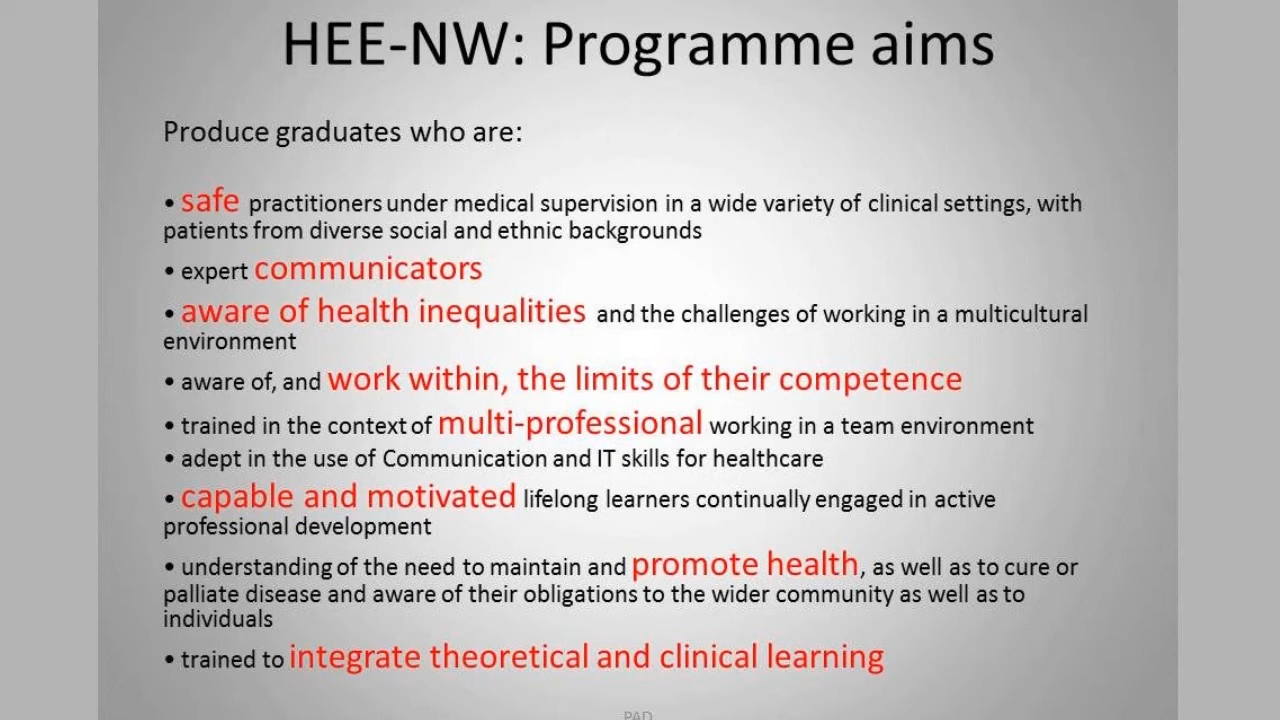 HEE-NW: Programme aims
Produce graduates who are:
• safe practitioners under medical supervision in a wide variety of clinical settings, with
patients from diverse social and ethnic backgrounds
• expert communicators
• aware of health inequalities and the challenges of working in a multicultural
environment
• aware of, and work within, the limits of their competence
• trained in the context of multi-professional working in a team environment
• adept in the use of Communication and IT skills for healthcare
• capable and motivated lifelong learners continually engaged in active
professional development
• understanding of the need to maintain and promote health, as well as to cure or
palliate disease and aware of their obligations to the wider community as well as to
individuals
• trained to integrate theoretical and clinical learning
PAD